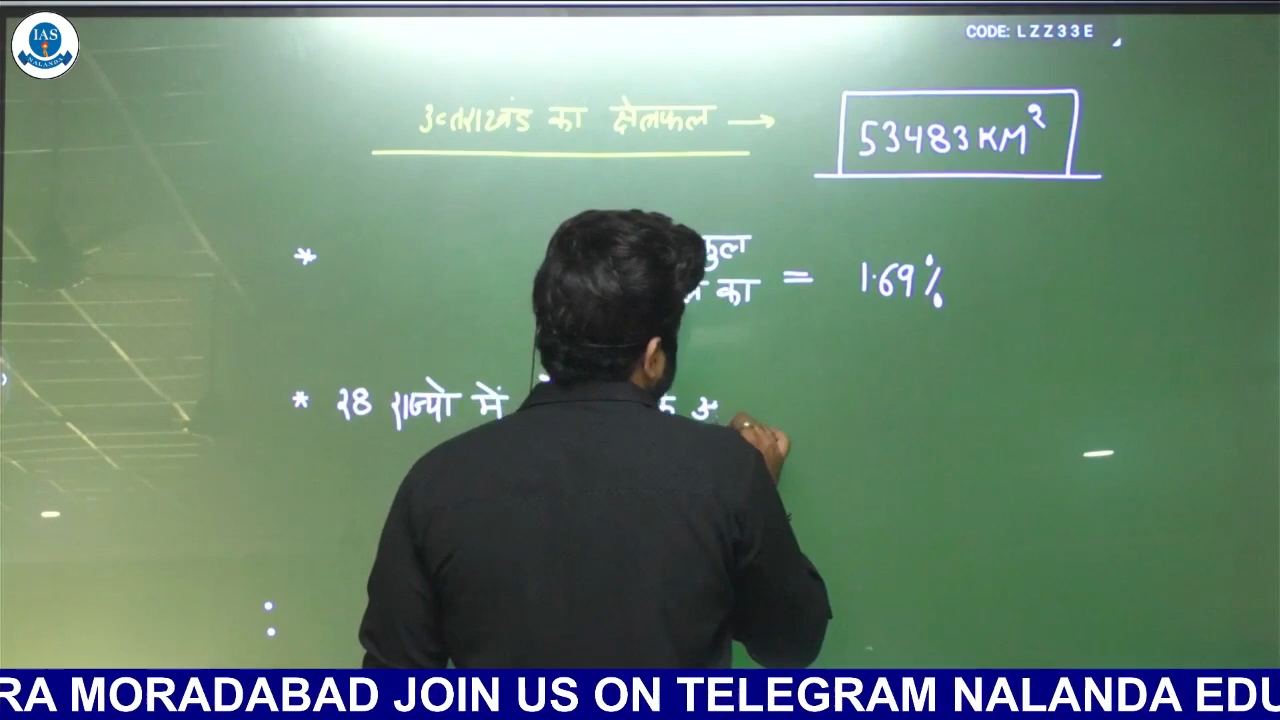 IAS
NALANDA
CODE: LZZ33E
उत्तराखंड का क्षेत्रफल → 53483 KM²
* कुल
का = 1.69%
* २8 राज्यो में
RA MORADABAD JOIN US ON TELEGRAM NALANDA EDU